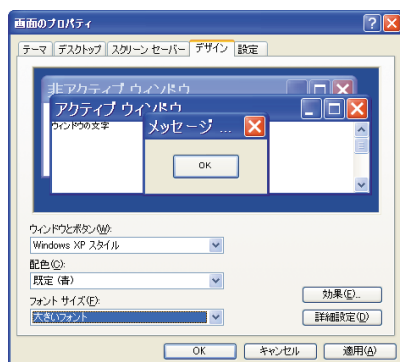 画面のプロパティ
テーマ デスクトップ スクリーン セーバー デザイン 設定
非アクティブ ウィンドウ
アクティブ ウィンドウ
ウィンドウの文字
メッセージ ...
OK
ウィンドウとボタン(W):
Windows XP スタイル
配色(C):
既定 (青)
フォント サイズ(F):
大きいフォント
効果(E)...
詳細設定(D)
OK キャンセル 適用(A)